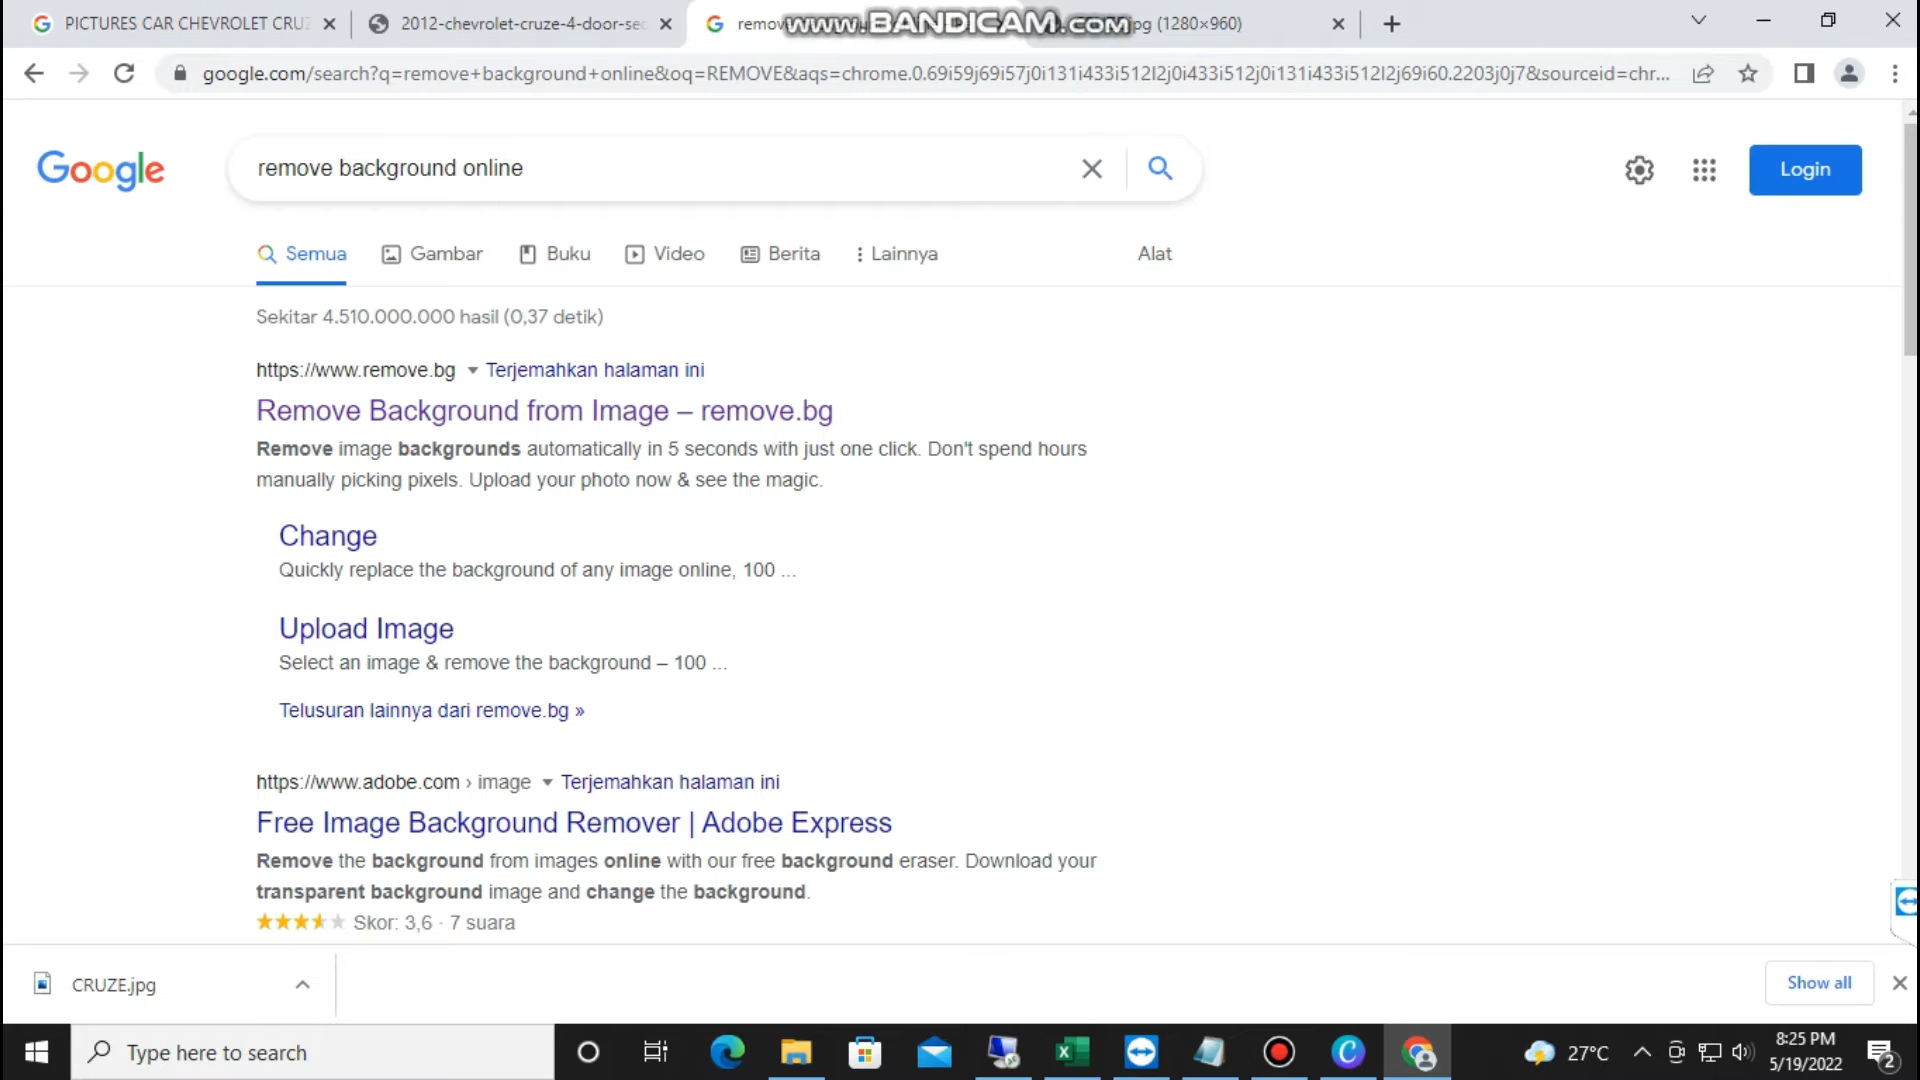 PICTURES CAR CHEVROLET CRUZ
2012-chevrolet-cruze-4-door-sec
remov
www.BANDICAM.com
jpg (1280×960)
google.com/search?q=remove+background+online&oq=REMOVE&aqs=chrome.0.69i59j69i57j0i131i433i512l2j0i433i512j0i131i433i512l2j69i60.2203j0j7&sourceid=chr...
Google
remove background online
Login
Semua
Gambar
Buku
Video
Berita
Lainnya
Alat
Sekitar 4.510.000.000 hasil (0,37 detik)
https://www.remove.bg Terjemahkan halaman ini
Remove Background from Image – remove.bg
Remove image backgrounds automatically in 5 seconds with just one click. Don't spend hours
manually picking pixels. Upload your photo now & see the magic.
Change
Quickly replace the background of any image online, 100 ...
Upload Image
Select an image & remove the background – 100 ...
Telusuran lainnya dari remove.bg »
https://www.adobe.com › image Terjemahkan halaman ini
Free Image Background Remover | Adobe Express
Remove the background from images online with our free background eraser. Download your
transparent background image and change the background.
Skor: 3,6 · 7 suara
CRUZE.jpg
Show all
Type here to search
27°C
8:25 PM
5/19/2022
2